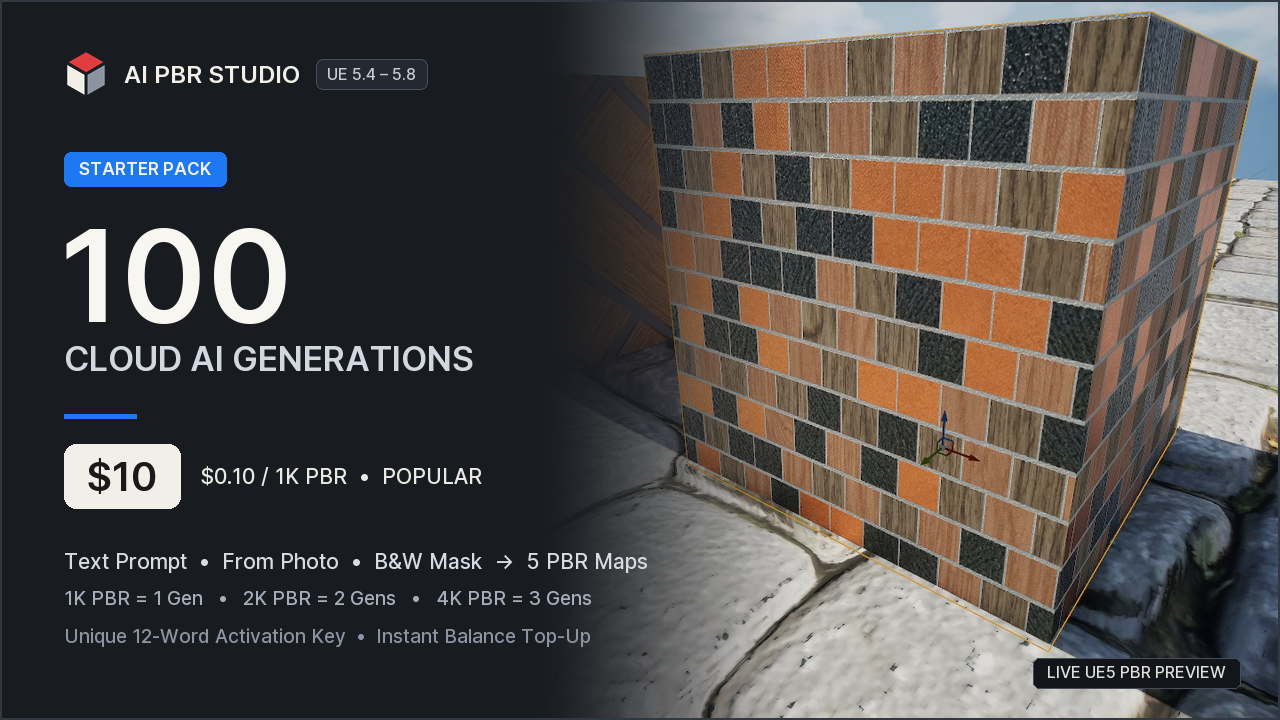 AI PBR STUDIO
UE 5.4 – 5.8
STARTER PACK
100
CLOUD AI GENERATIONS
$10
$0.10 / 1K PBR • POPULAR
Text Prompt • From Photo • B&W Mask → 5 PBR Maps
1K PBR = 1 Gen • 2K PBR = 2 Gens • 4K PBR = 3 Gens
Unique 12-Word Activation Key • Instant Balance Top-Up
LIVE UE5 PBR PREVIEW